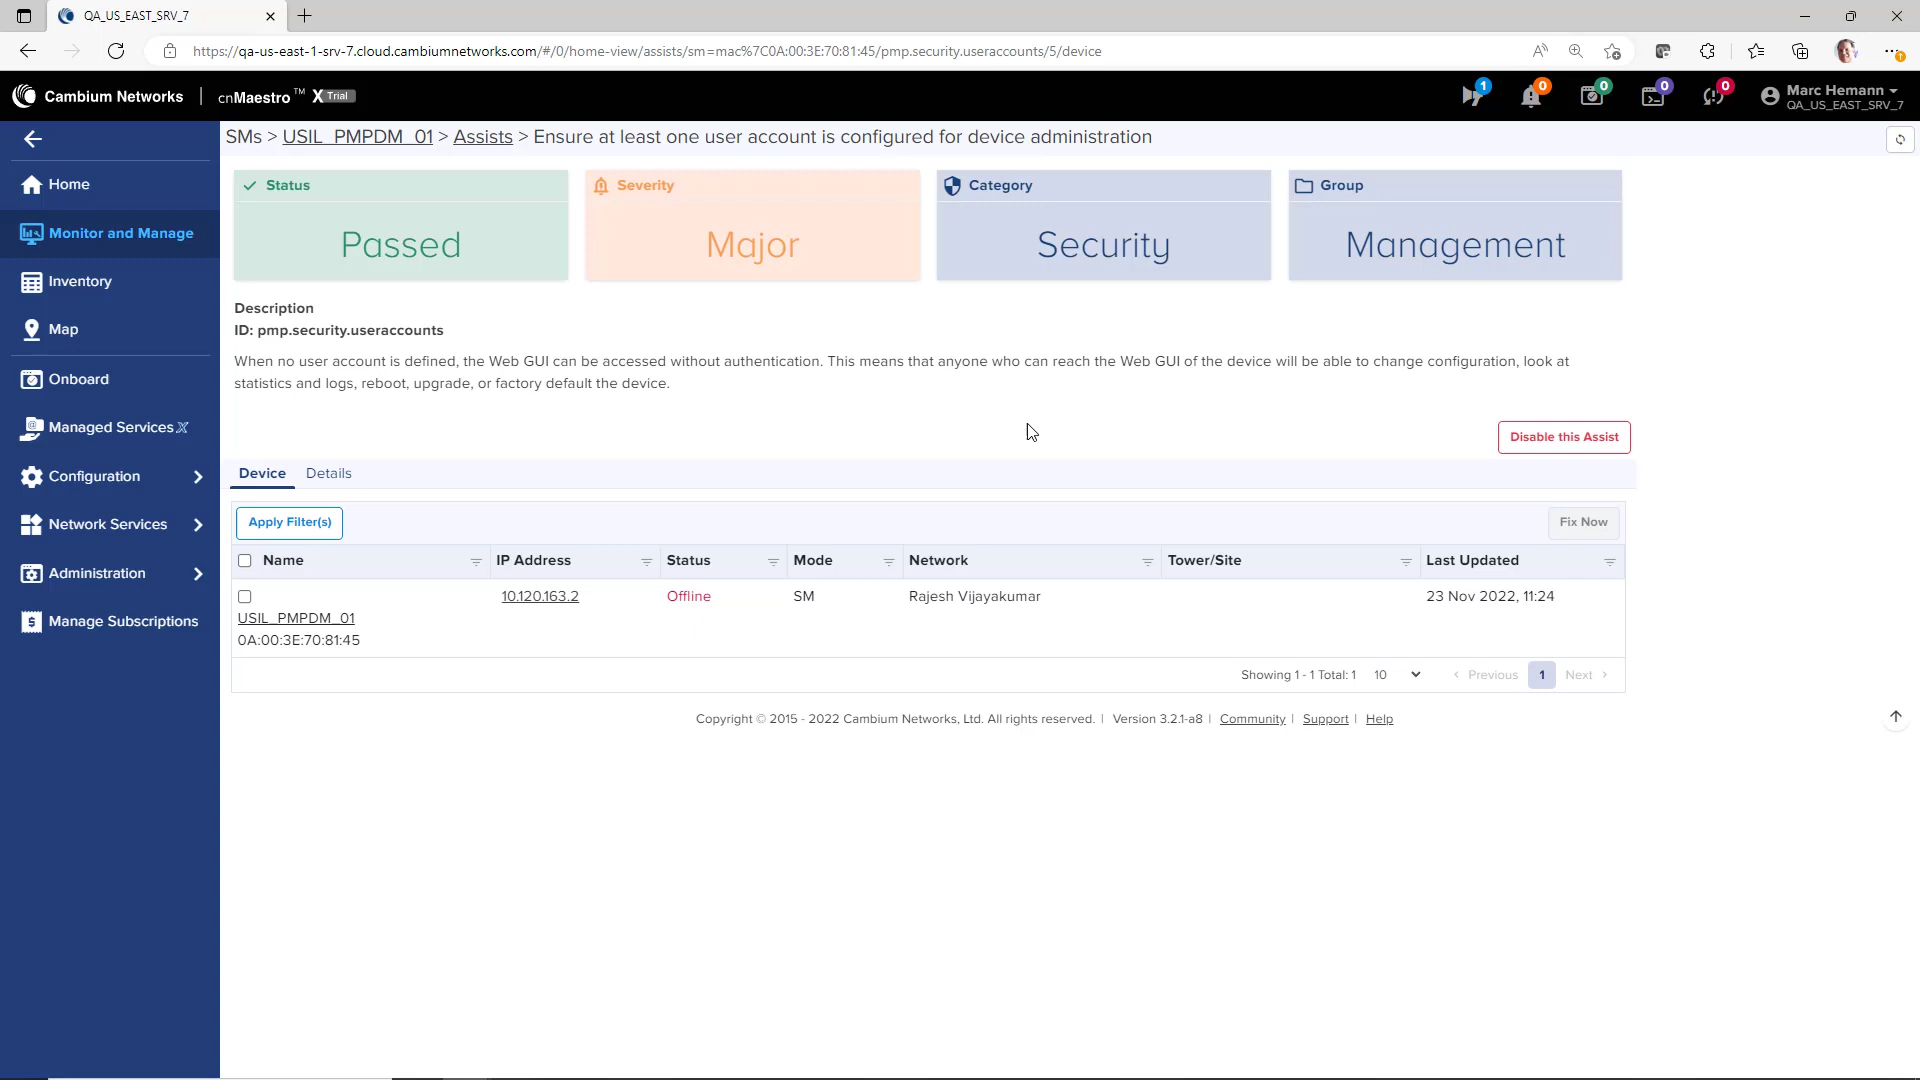 QA_US_EAST_SRV_7
https://qa-us-east-1-srv-7.cloud.cambiumnetworks.com/#/0/home-view/assists/sm=mac%7C0A:00:3E:70:81:45/pmp.security.useraccounts/5/device
Cambium Networks | cnMaestro™ X Trial
1
0
0
0
0
Marc Hemann
QA_US_EAST_SRV_7
SMs > USIL_PMPDM_01 > Assists > Ensure at least one user account is configured for device administration
Home
Monitor and Manage
Inventory
Map
Onboard
Managed Services X
Configuration
Network Services
Administration
Manage Subscriptions
Status
Passed
Severity
Major
Category
Security
Group
Management
Description
ID: pmp.security.useraccounts
When no user account is defined, the Web GUI can be accessed without authentication. This means that anyone who can reach the Web GUI of the device will be able to change configuration, look at
statistics and logs, reboot, upgrade, or factory default the device.
Disable this Assist
Device Details
Apply Filter(s) Fix Now
Name IP Address Status Mode Network Tower/Site Last Updated
10.120.163.2 Offline SM Rajesh Vijayakumar 23 Nov 2022, 11:24
USIL_PMPDM_01
0A:00:3E:70:81:45
Showing 1 - 1 Total: 1 10 < Previous 1 Next >
Copyright © 2015 - 2022 Cambium Networks, Ltd. All rights reserved. | Version 3.2.1-a8 | Community | Support | Help